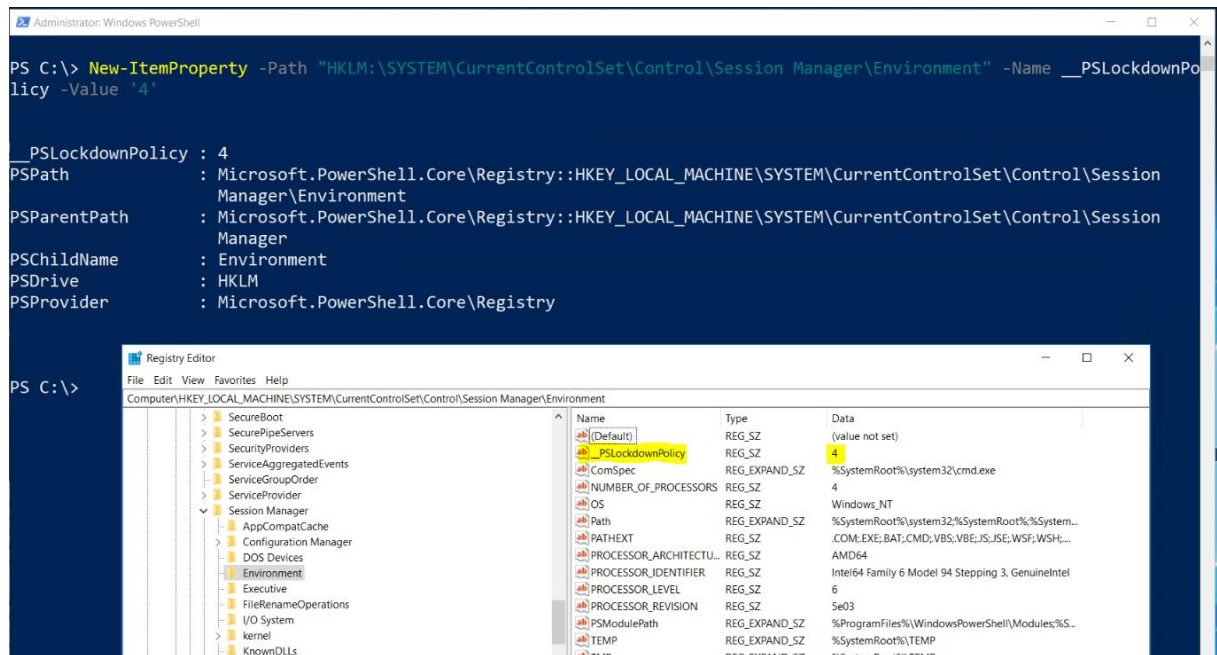 Administrator: Windows PowerShell
PS C:\> New-ItemProperty -Path "HKLM:\SYSTEM\CurrentControlSet\Control\Session Manager\Environment" -Name __PSLockdownPo
licy -Value '4'
__PSLockdownPolicy : 4
PSPath : Microsoft.PowerShell.Core\Registry::HKEY_LOCAL_MACHINE\SYSTEM\CurrentControlSet\Control\Session
Manager\Environment
PSParentPath : Microsoft.PowerShell.Core\Registry::HKEY_LOCAL_MACHINE\SYSTEM\CurrentControlSet\Control\Session
Manager
PSChildName : Environment
PSDrive : HKLM
PSProvider : Microsoft.PowerShell.Core\Registry
PS C:\>
Registry Editor
File Edit View Favorites Help
Computer\HKEY_LOCAL_MACHINE\SYSTEM\CurrentControlSet\Control\Session Manager\Environment
SecureBoot
SecurePipeServers
SecurityProviders
ServiceAggregatedEvents
ServiceGroupOrder
ServiceProvider
Session Manager
AppCompatCache
Configuration Manager
DOS Devices
Environment
Executive
FileRenameOperations
I/O System
kernel
KnownDLLs
Name Type Data
(Default) REG_SZ (value not set)
__PSLockdownPolicy REG_SZ 4
ComSpec REG_EXPAND_SZ %SystemRoot%\system32\cmd.exe
NUMBER_OF_PROCESSORS REG_SZ 4
OS REG_SZ Windows_NT
Path REG_EXPAND_SZ %SystemRoot%\system32;%SystemRoot%;%System...
PATHEXT REG_SZ .COM;.EXE;.BAT;.CMD;.VBS;.VBE;.JS;.JSE;.WSF;.WSH;....
PROCESSOR_ARCHITECTU... REG_SZ AMD64
PROCESSOR_IDENTIFIER REG_SZ Intel64 Family 6 Model 94 Stepping 3, GenuineIntel
PROCESSOR_LEVEL REG_SZ 6
PROCESSOR_REVISION REG_SZ 5e03
PSModulePath REG_EXPAND_SZ %ProgramFiles%\WindowsPowerShell\Modules;%S...
TEMP REG_EXPAND_SZ %SystemRoot%\TEMP